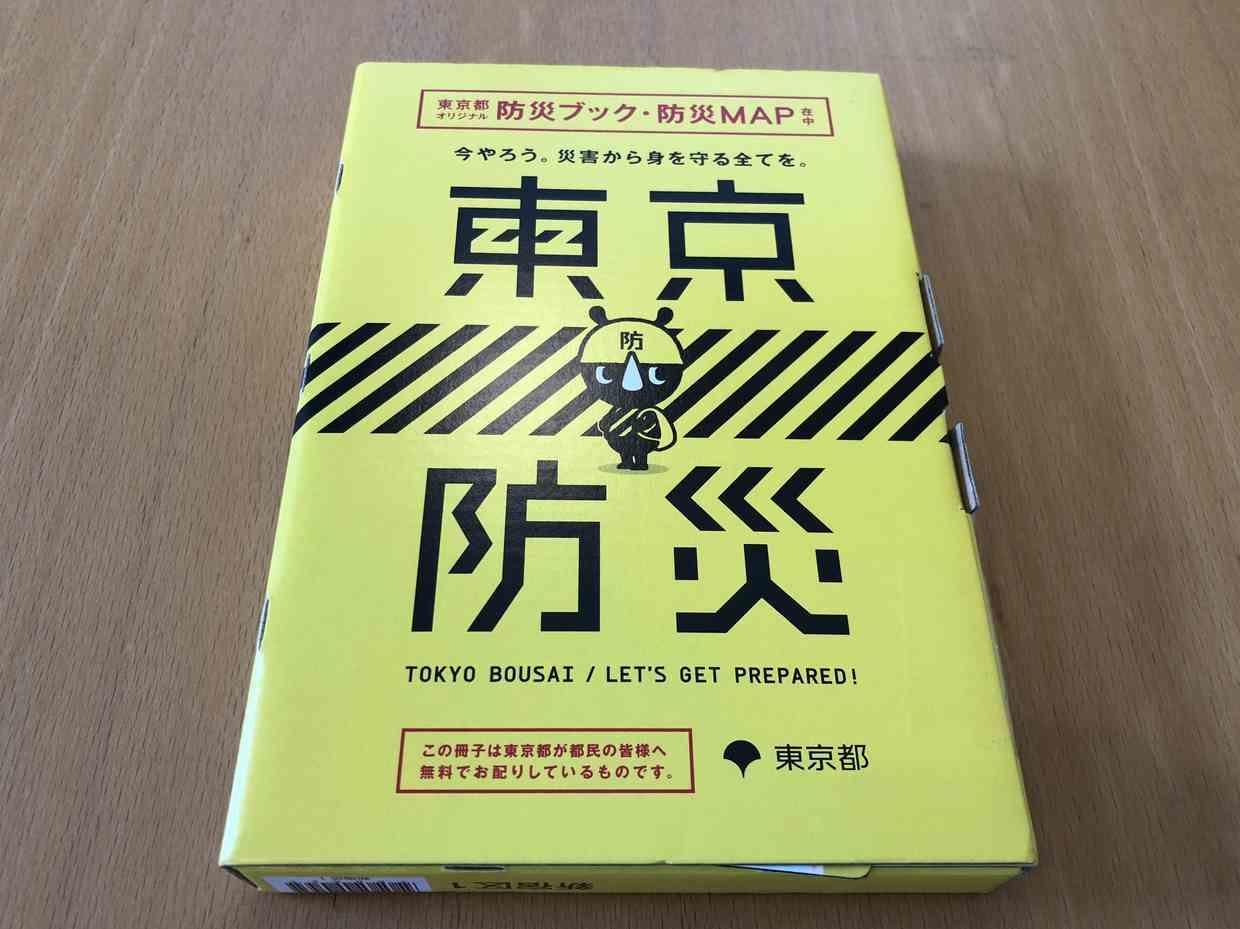 東京都
オリジナル
防災ブック・防災MAP
在中
今やろう。災害から身を守る全てを。
東京
防
防災
TOKYO BOUSAI / LET'S GET PREPARED!
この冊子は東京都が都民の皆様へ
無料でお配りしているものです。
東京都
新宿区 1